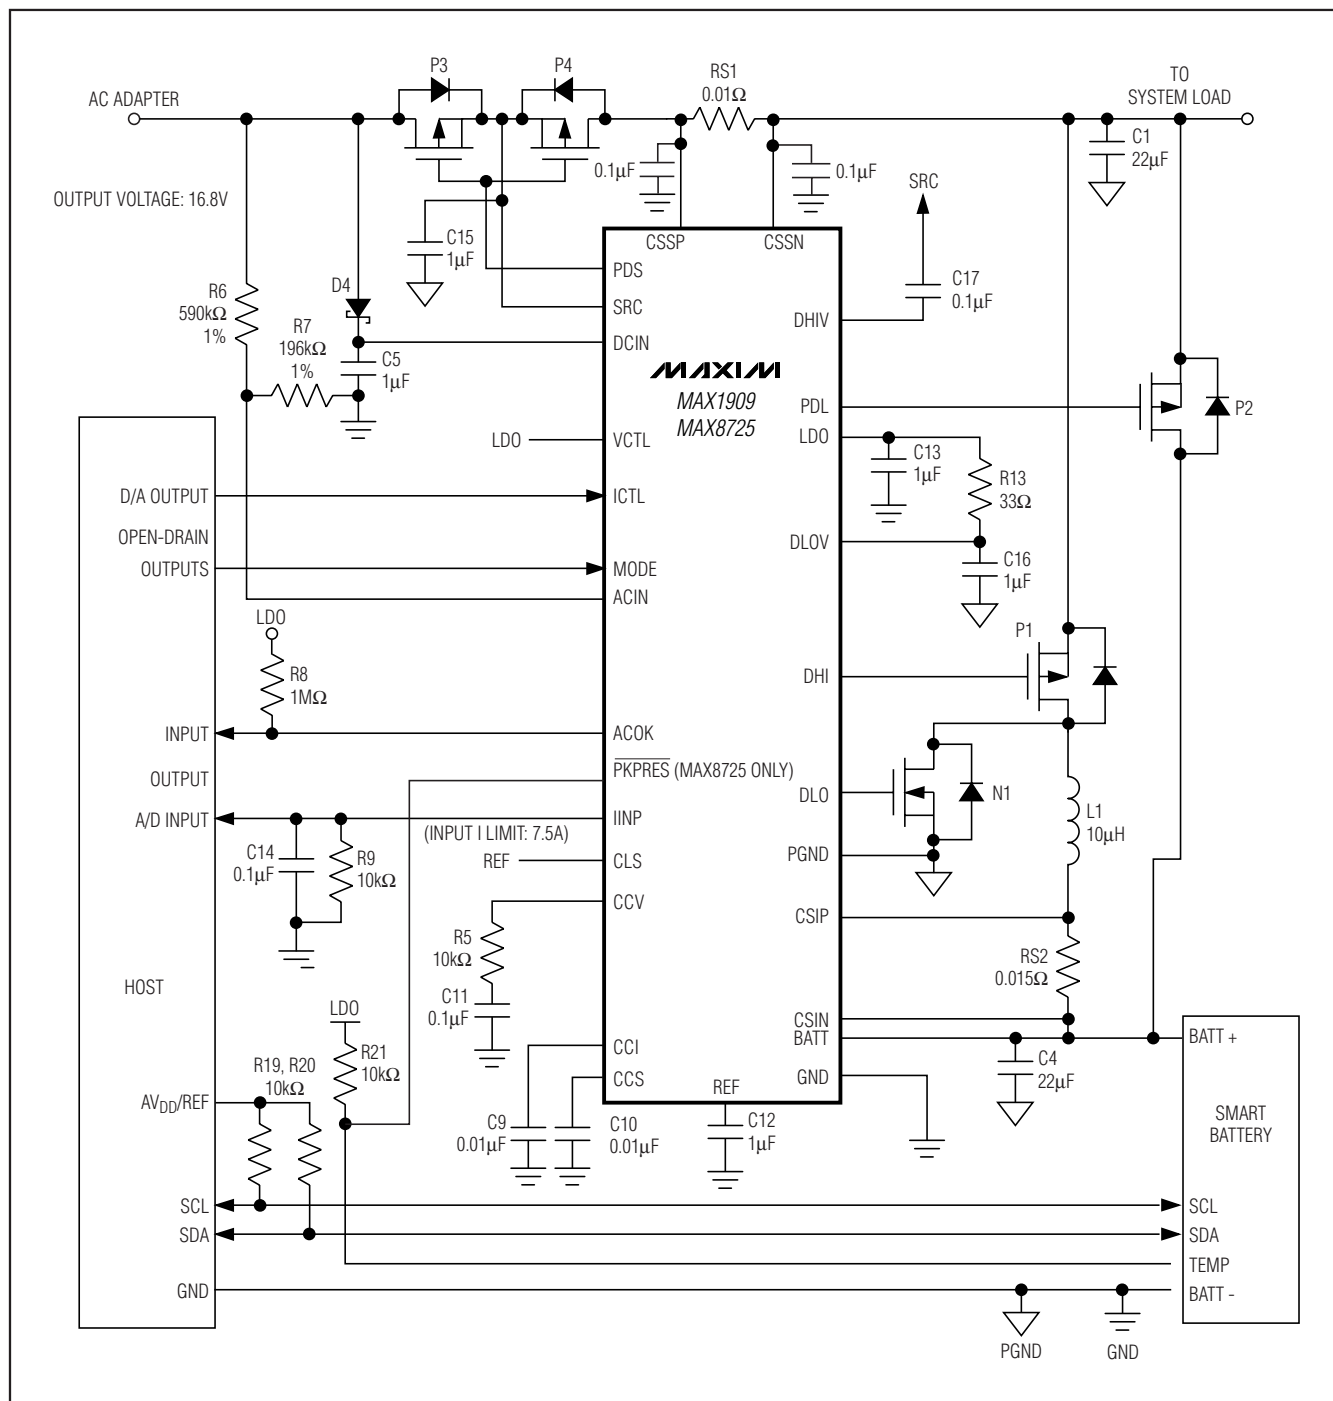 P3
P4
RS1
0.01Ω
TO
SYSTEM LOAD
AC ADAPTER
C1
22μF
0.1μF
0.1μF
OUTPUT VOLTAGE: 16.8V
SRC
C15
1μF
CSSP
CSSN
PDS
C17
0.1μF
R6
590kΩ
1%
D4
SRC
DHIV
R7
196kΩ
1%
DCIN
C5
1μF
MAXIM
MAX1909
MAX8725
PDL
P2
LDO
VCTL
LDO
C13
1μF
R13
33Ω
D/A OUTPUT
ICTL
OPEN-DRAIN
OUTPUTS
DLOV
C16
1μF
MODE
ACIN
LDO
P1
R8
1MΩ
DHI
INPUT
ACOK
OUTPUT
PKPRES (MAX8725 ONLY)
DLO
N1
A/D INPUT
IINP
(INPUT I LIMIT: 7.5A)
L1
10μH
C14
0.1μF
R9
10kΩ
REF
CLS
PGND
CCV
CSIP
R5
10kΩ
RS2
0.015Ω
HOST
C11
0.1μF
LDO
CSIN
BATT
BATT +
R21
10kΩ
CCI
R19, R20
10kΩ
CCS
REF
GND
C4
22μF
AVDD/REF
C9
0.01μF
C10
0.01μF
C12
1μF
SMART
BATTERY
SCL
SCL
SDA
SDA
TEMP
GND
BATT -
PGND
GND